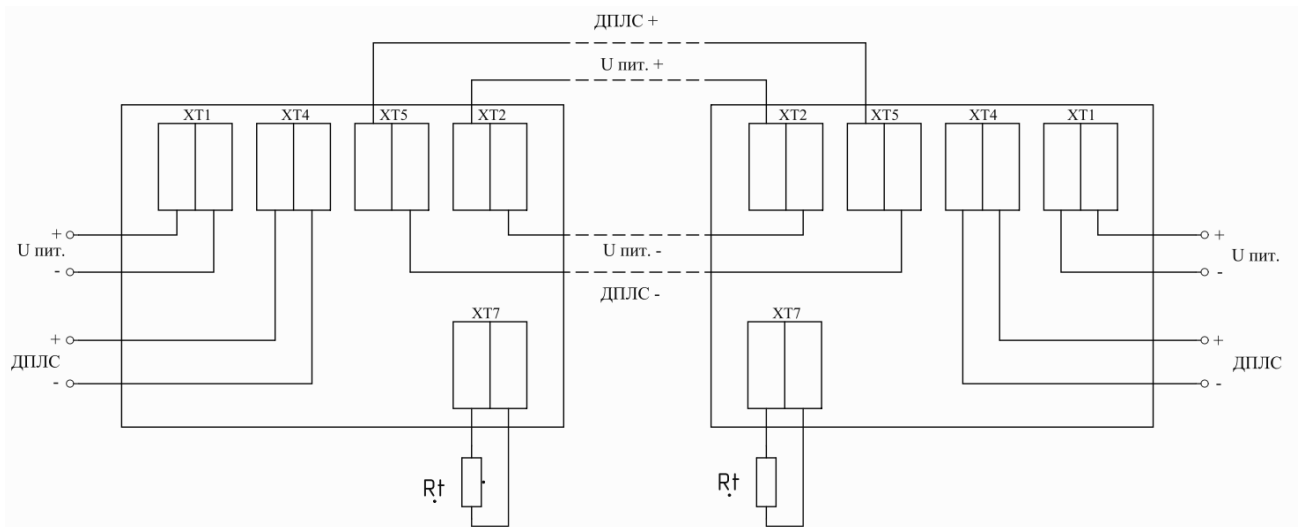 ДПЛС +
U пит. +
XT1 XT4 XT5 XT2
XT2 XT5 XT4 XT1
+
U пит.
-
U пит. -
ДПЛС -
+
U пит.
-
XT7
XT7
+
ДПЛС
-
+
ДПЛС
-
Rt
Rt